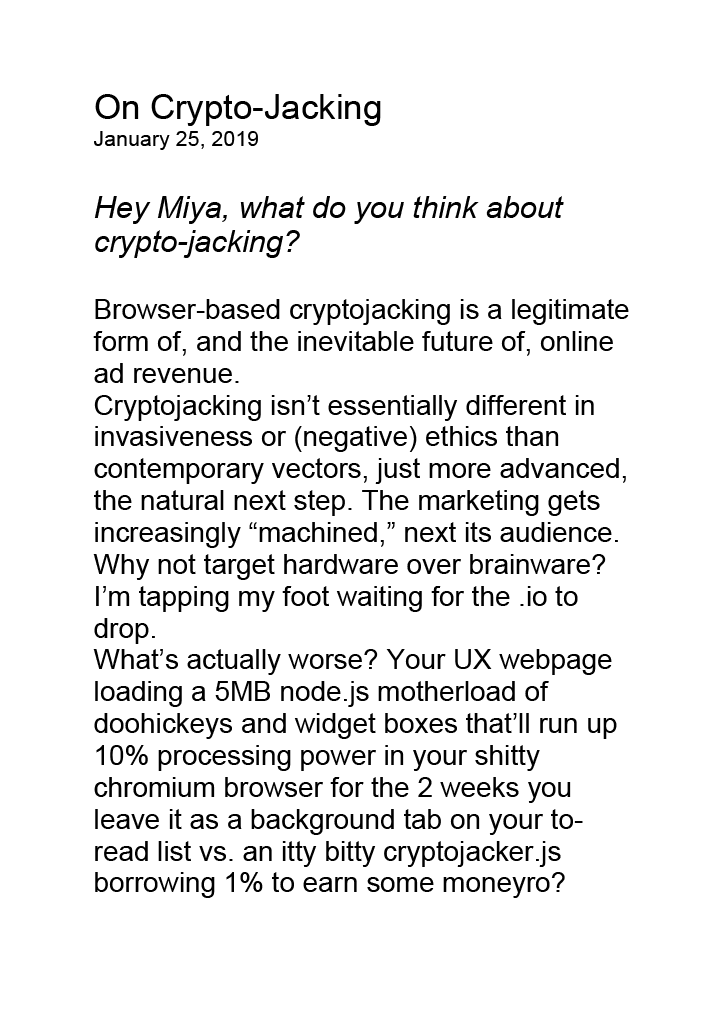 On Crypto-Jacking
January 25, 2019
Hey Miya, what do you think about
crypto-jacking?
Browser-based cryptojacking is a legitimate
form of, and the inevitable future of, online
ad revenue.
Cryptojacking isn’t essentially different in
invasiveness or (negative) ethics than
contemporary vectors, just more advanced,
the natural next step. The marketing gets
increasingly “machined,” next its audience.
Why not target hardware over brainware?
I’m tapping my foot waiting for the .io to
drop.
What’s actually worse? Your UX webpage
loading a 5MB node.js motherload of
doohickeys and widget boxes that’ll run up
10% processing power in your shitty
chromium browser for the 2 weeks you
leave it as a background tab on your to-
read list vs. an itty bitty cryptojacker.js
borrowing 1% to earn some moneyro?